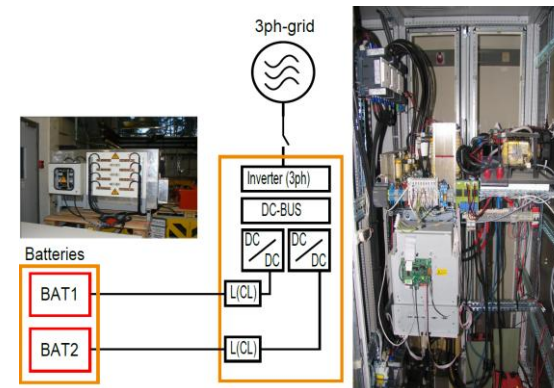 3ph-grid
Inverter (3ph)
DC-BUS
DC
DC
DC
DC
Batteries
BAT1
L(CL)
BAT2
L(CL)